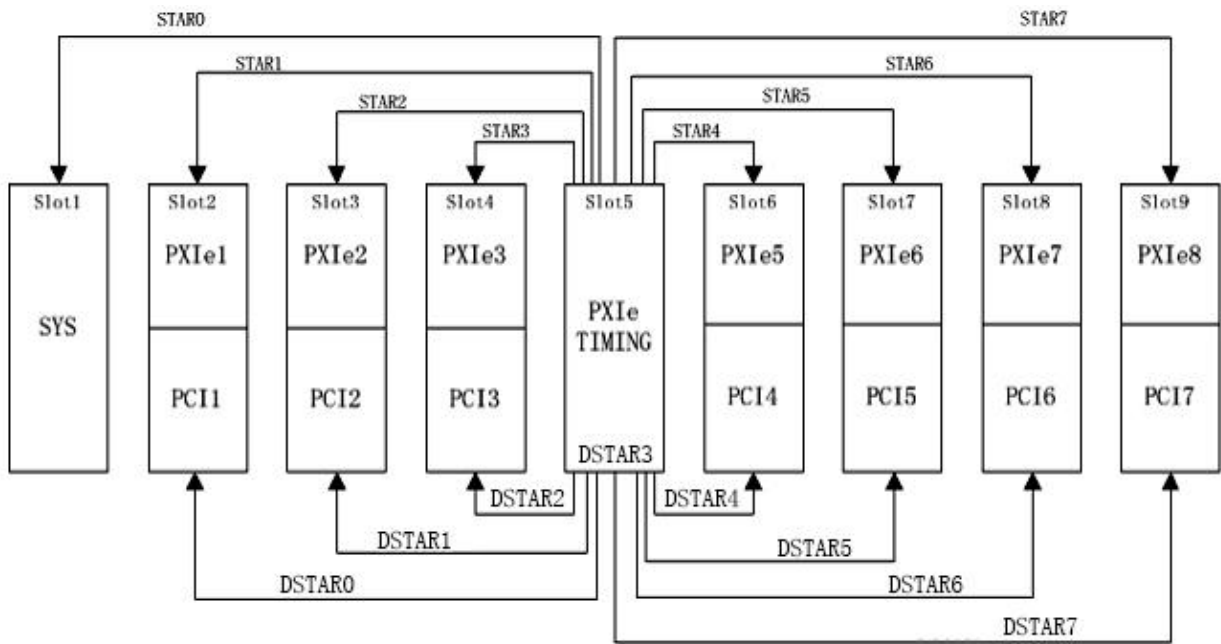 STAR0
STAR7
STAR1
STAR6
STAR2
STAR5
STAR3
STAR4
Slot1
Slot2
Slot3
Slot4
Slot5
Slot6
Slot7
Slot8
Slot9
PXIe1
PXIe2
PXIe3
PXIe5
PXIe6
PXIe7
PXIe8
SYS
PXIe
TIMING
PCI1
PCI2
PCI3
PCI4
PCI5
PCI6
PCI7
DSTAR3
DSTAR2
DSTAR4
DSTAR1
DSTAR5
DSTAR0
DSTAR6
DSTAR7